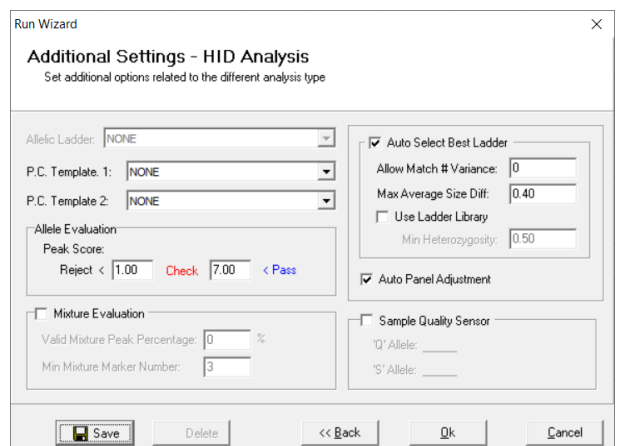 Run Wizard
Additional Settings - HID Analysis
Set additional options related to the different analysis type
Allelic Ladder: NONE
P.C. Template. 1: NONE
P.C. Template 2: NONE
Allele Evaluation
Peak Score:
Reject < 1.00 Check 7.00 < Pass
Mixture Evaluation
Valid Mixture Peak Percentage: 0 %
Min Mixture Marker Number: 3
Auto Select Best Ladder
Allow Match # Variance: 0
Max Average Size Diff: 0.40
Use Ladder Library
Min Heterozygosity: 0.50
Auto Panel Adjustment
Sample Quality Sensor
'Q' Allele:
'S' Allele:
Save Delete << Back Ok Cancel